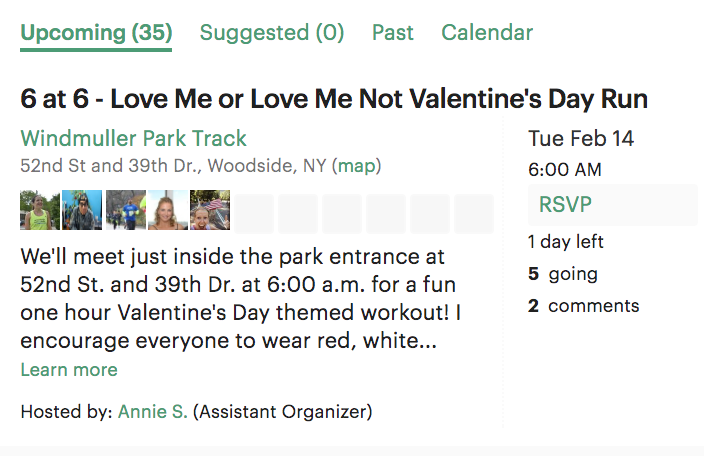 Upcoming (35) Suggested (0) Past Calendar
6 at 6 - Love Me or Love Me Not Valentine's Day Run
Windmuller Park Track
52nd St and 39th Dr., Woodside, NY (map)
We'll meet just inside the park entrance at
52nd St. and 39th Dr. at 6:00 a.m. for a fun
one hour Valentine's Day themed workout! I
encourage everyone to wear red, white...
Learn more
Hosted by: Annie S. (Assistant Organizer)
Tue Feb 14
6:00 AM
RSVP
1 day left
5 going
2 comments